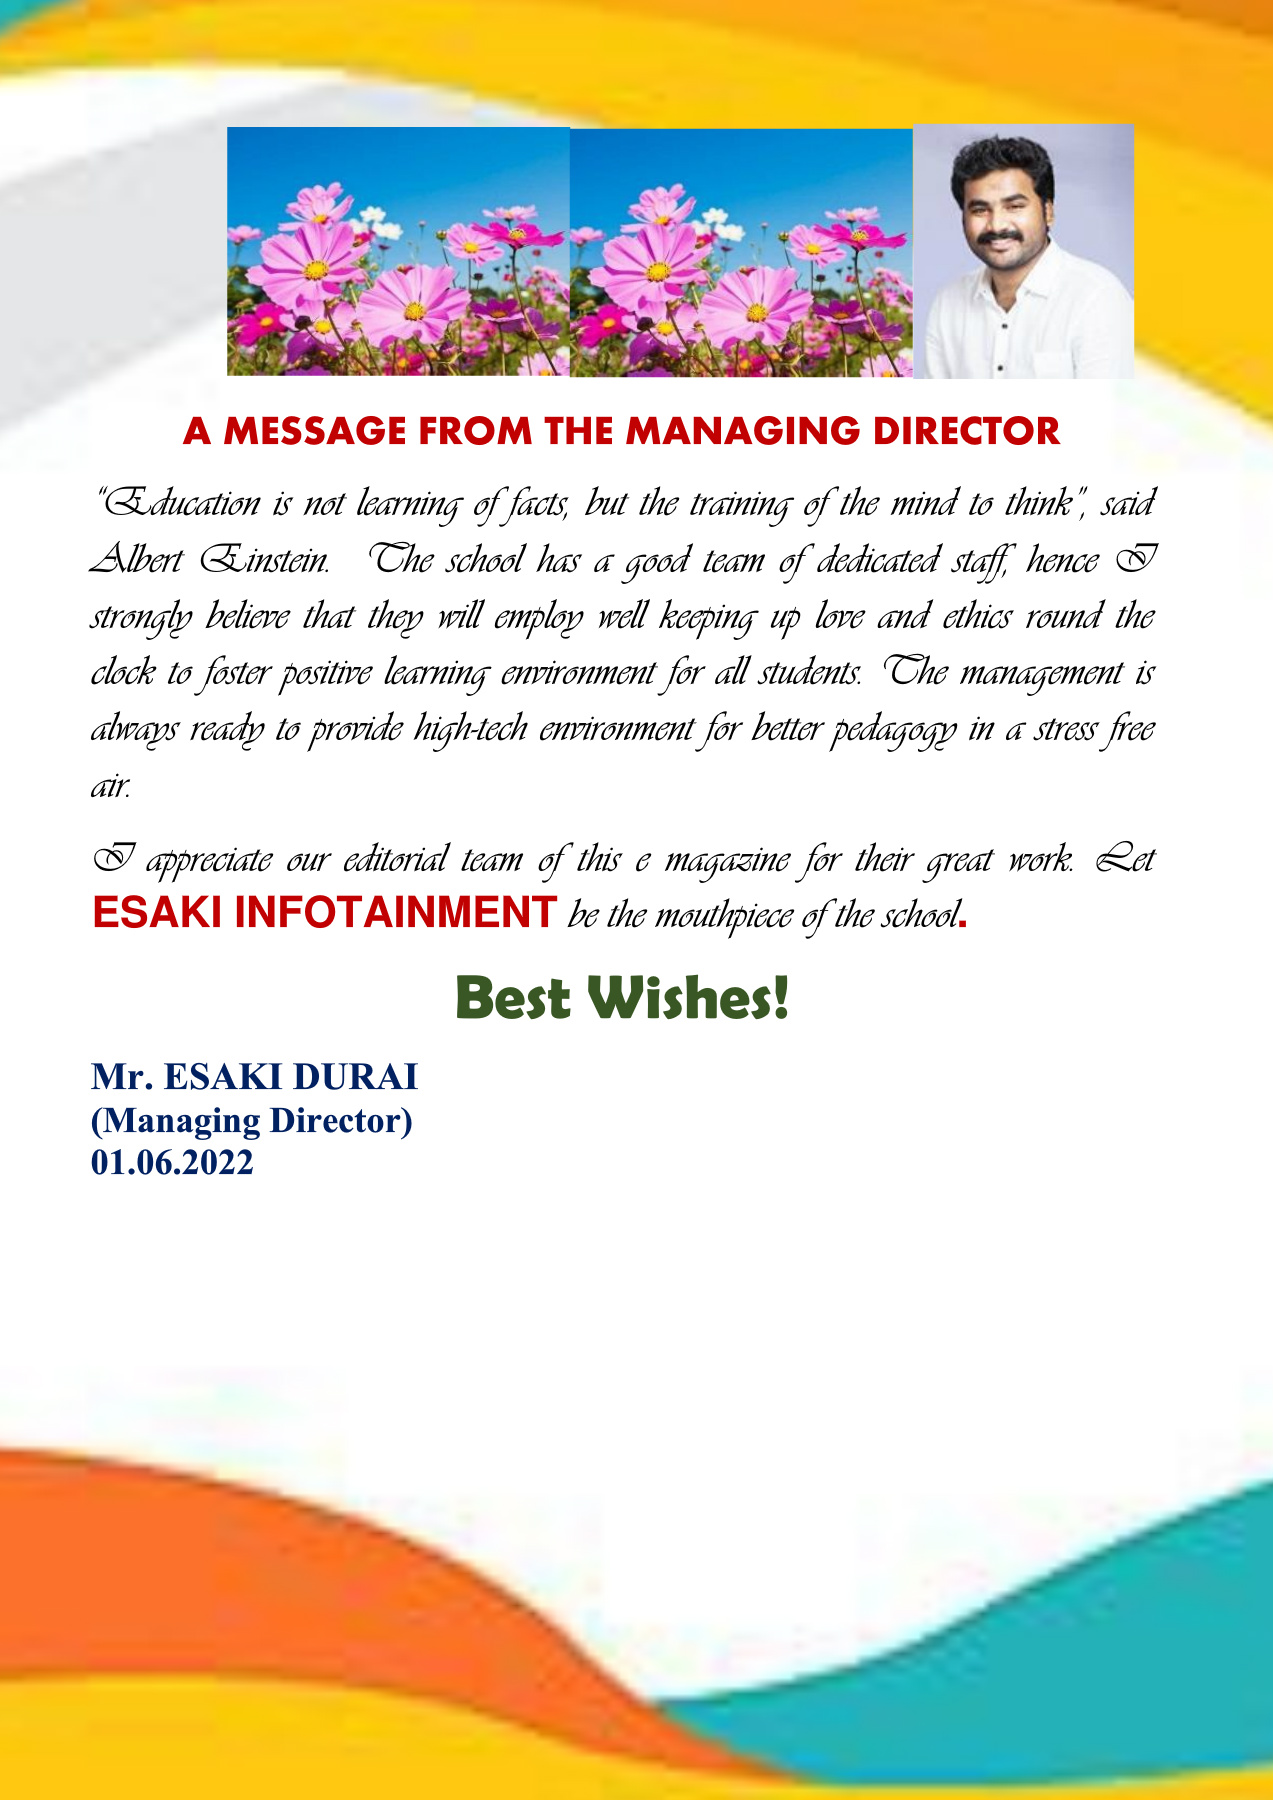 A MESSAGE FROM THE MANAGING DIRECTOR
“Education is not learning of facts, but the training of the mind to think”, said
Albert Einstein. The school has a good team of dedicated staff, hence I
strongly believe that they will employ well keeping up love and ethics round the
clock to foster positive learning environment for all students. The management is
always ready to provide high-tech environment for better pedagogy in a stress free
air.
I appreciate our editorial team of this e magazine for their great work. Let
ESAKI INFOTAINMENT be the mouthpiece of the school.
Best Wishes!
Mr. ESAKI DURAI
(Managing Director)
01.06.2022